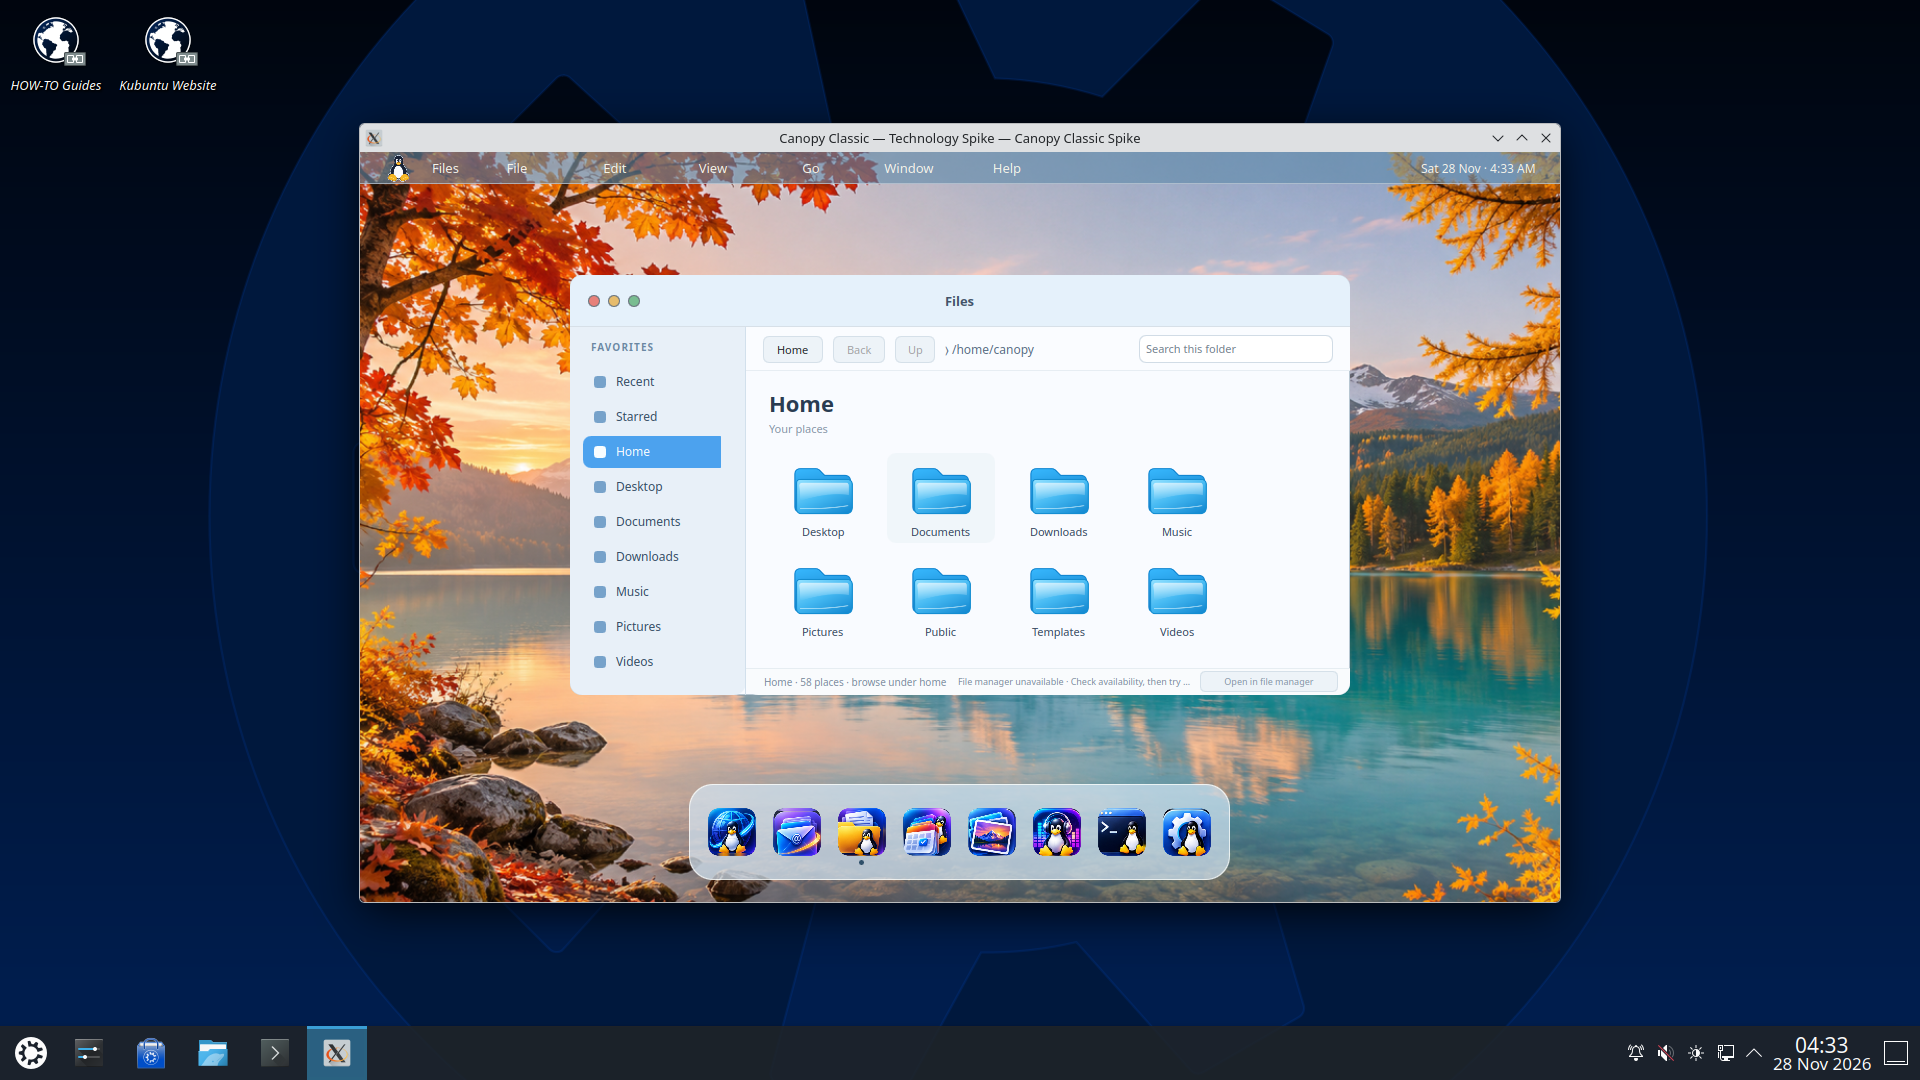 HOW-TO Guides
Kubuntu Website
Canopy Classic — Technology Spike — Canopy Classic Spike
Files File Edit View Go Window Help Sat 28 Nov · 4:33 AM
Files
FAVORITES
Recent
Starred
Home
Desktop
Documents
Downloads
Music
Pictures
Videos
Home Back Up › /home/canopy Search this folder
Home
Your places
Desktop Documents Downloads Music
Pictures Public Templates Videos
Home · 58 places · browse under home File manager unavailable · Check availability, then try ... Open in file manager
04:33
28 Nov 2026